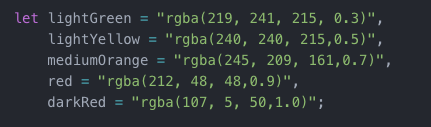 let lightGreen = "rgba(219, 241, 215, 0.3)",
    lightYellow = "rgba(240, 240, 215,0.5)",
    mediumOrange = "rgba(245, 209, 161,0.7)",
    red = "rgba(212, 48, 48,0.9)",
    darkRed = "rgba(107, 5, 50,1.0)";